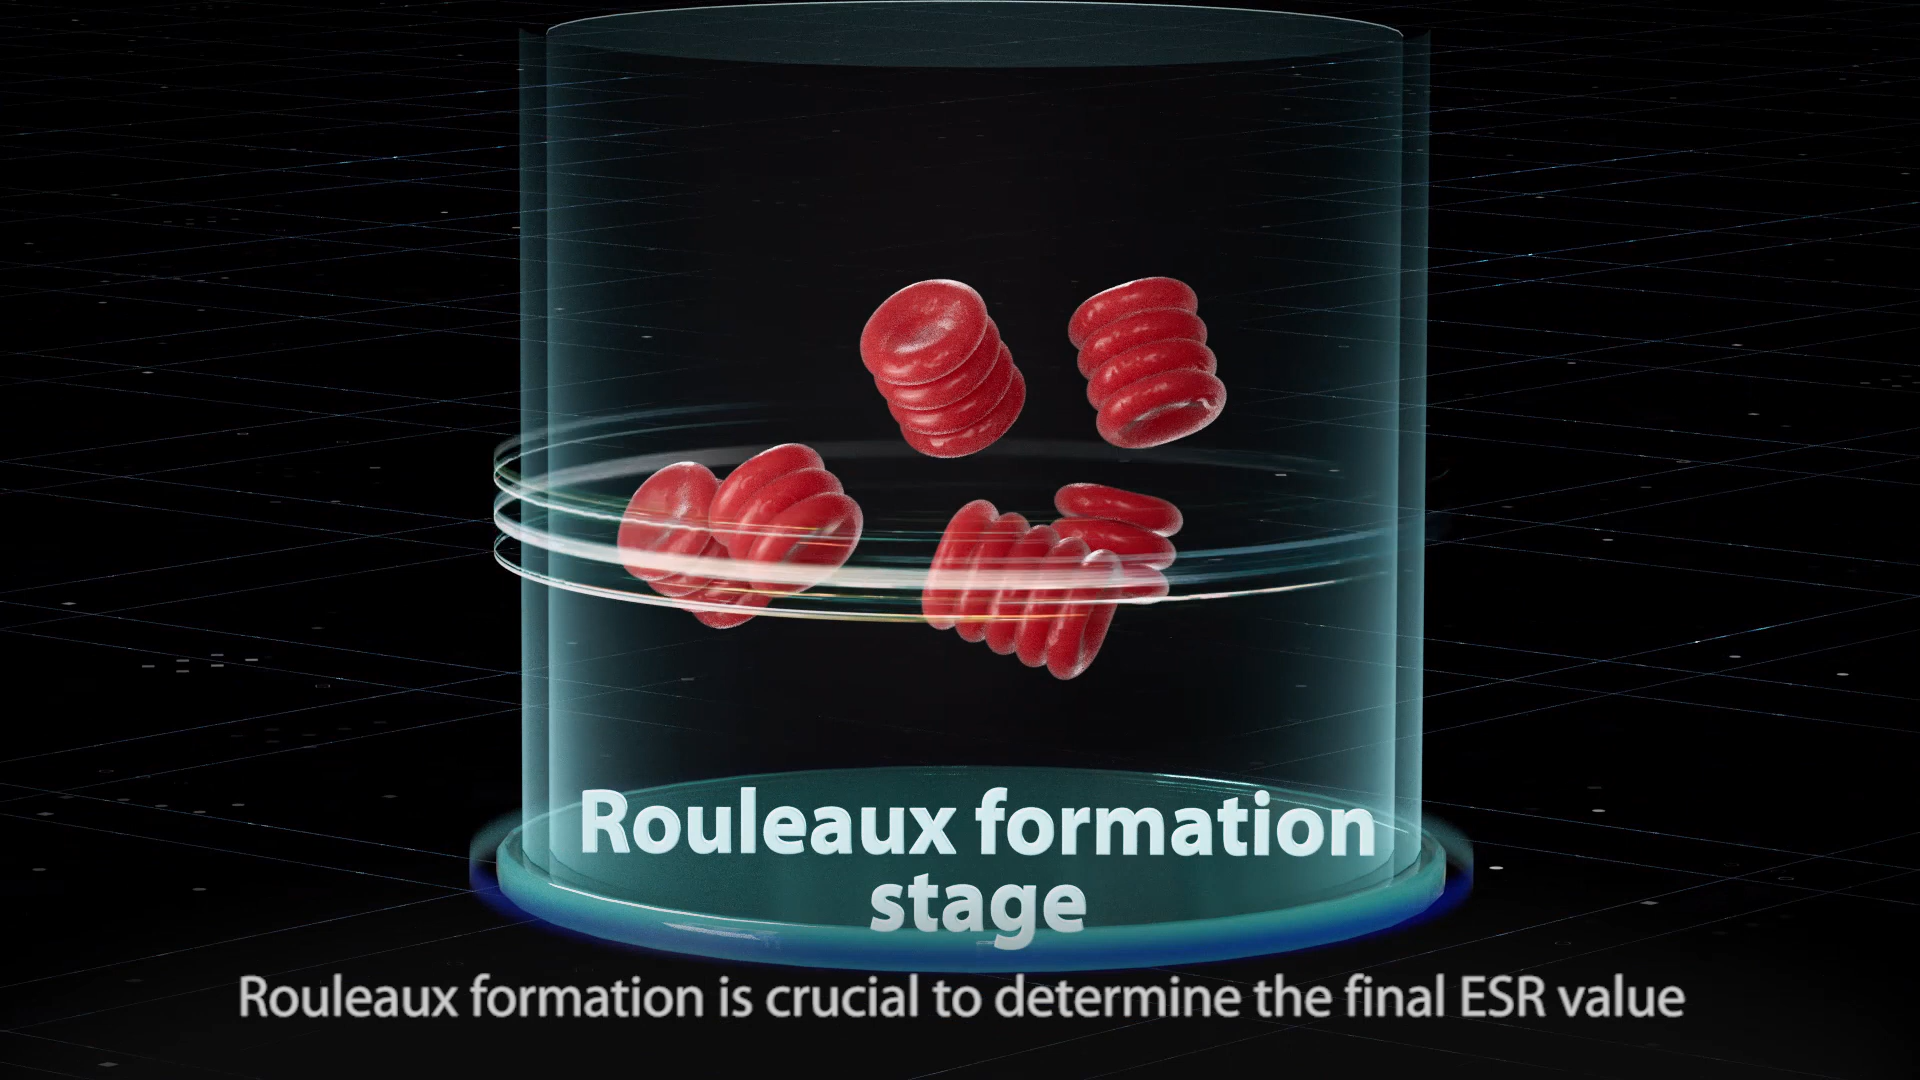 Rouleaux formation
stage
Rouleaux formation is crucial to determine the final ESR value